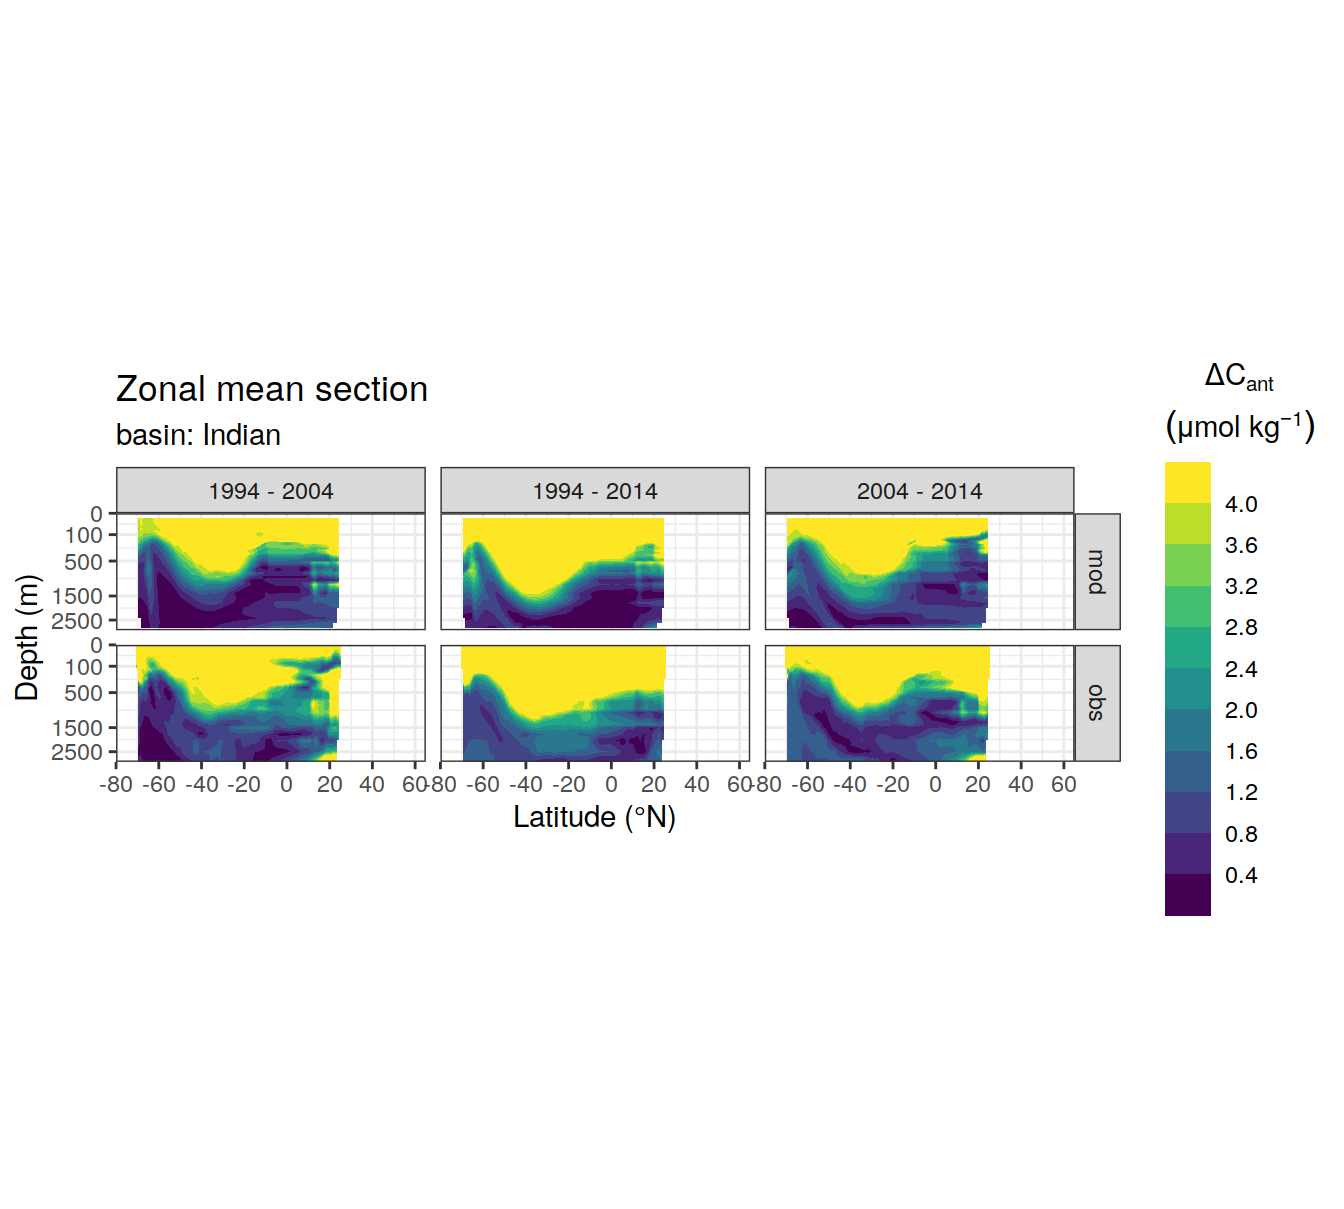 Zonal mean section
basin: Indian
1994 - 2004
1994 - 2014
2004 - 2014
0
100
500
1500
2500
mod
0
100
500
1500
2500
obs
Depth (m)
-80 -60 -40 -20 0 20 40 60
-80 -60 -40 -20 0 20 40 60
-80 -60 -40 -20 0 20 40 60
Latitude (°N)
ΔCant
(μmol kg⁻¹)
4.0
3.6
3.2
2.8
2.4
2.0
1.6
1.2
0.8
0.4